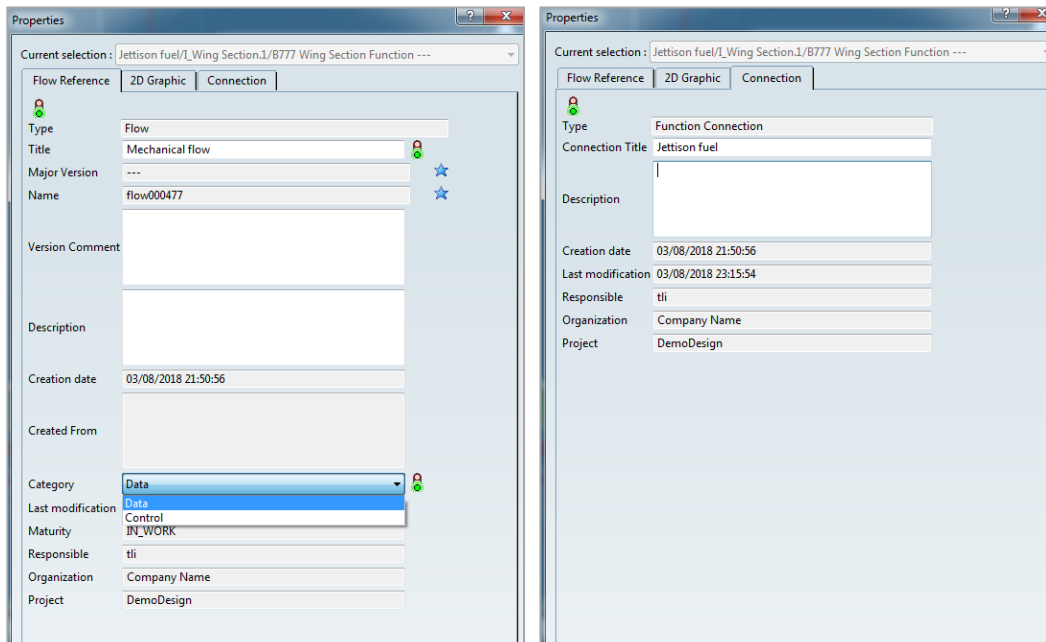 Properties
?
X
Current selection : Jettison fuel/I_Wing Section.1/B777 Wing Section Function ---
Flow Reference 2D Graphic Connection
Type Flow
Title Mechanical flow
Major Version ---
Name flow000477
Version Comment
Description
Creation date 03/08/2018 21:50:56
Created From
Category Data
Data
Last modification
Control
Maturity IN_WORK
Responsible tli
Organization Company Name
Project DemoDesign
Properties
?
X
Current selection : Jettison fuel/I_Wing Section.1/B777 Wing Section Function ---
Flow Reference 2D Graphic Connection
Type Function Connection
Connection Title Jettison fuel
Description
Creation date 03/08/2018 21:50:56
Last modification 03/08/2018 23:15:54
Responsible tli
Organization Company Name
Project DemoDesign